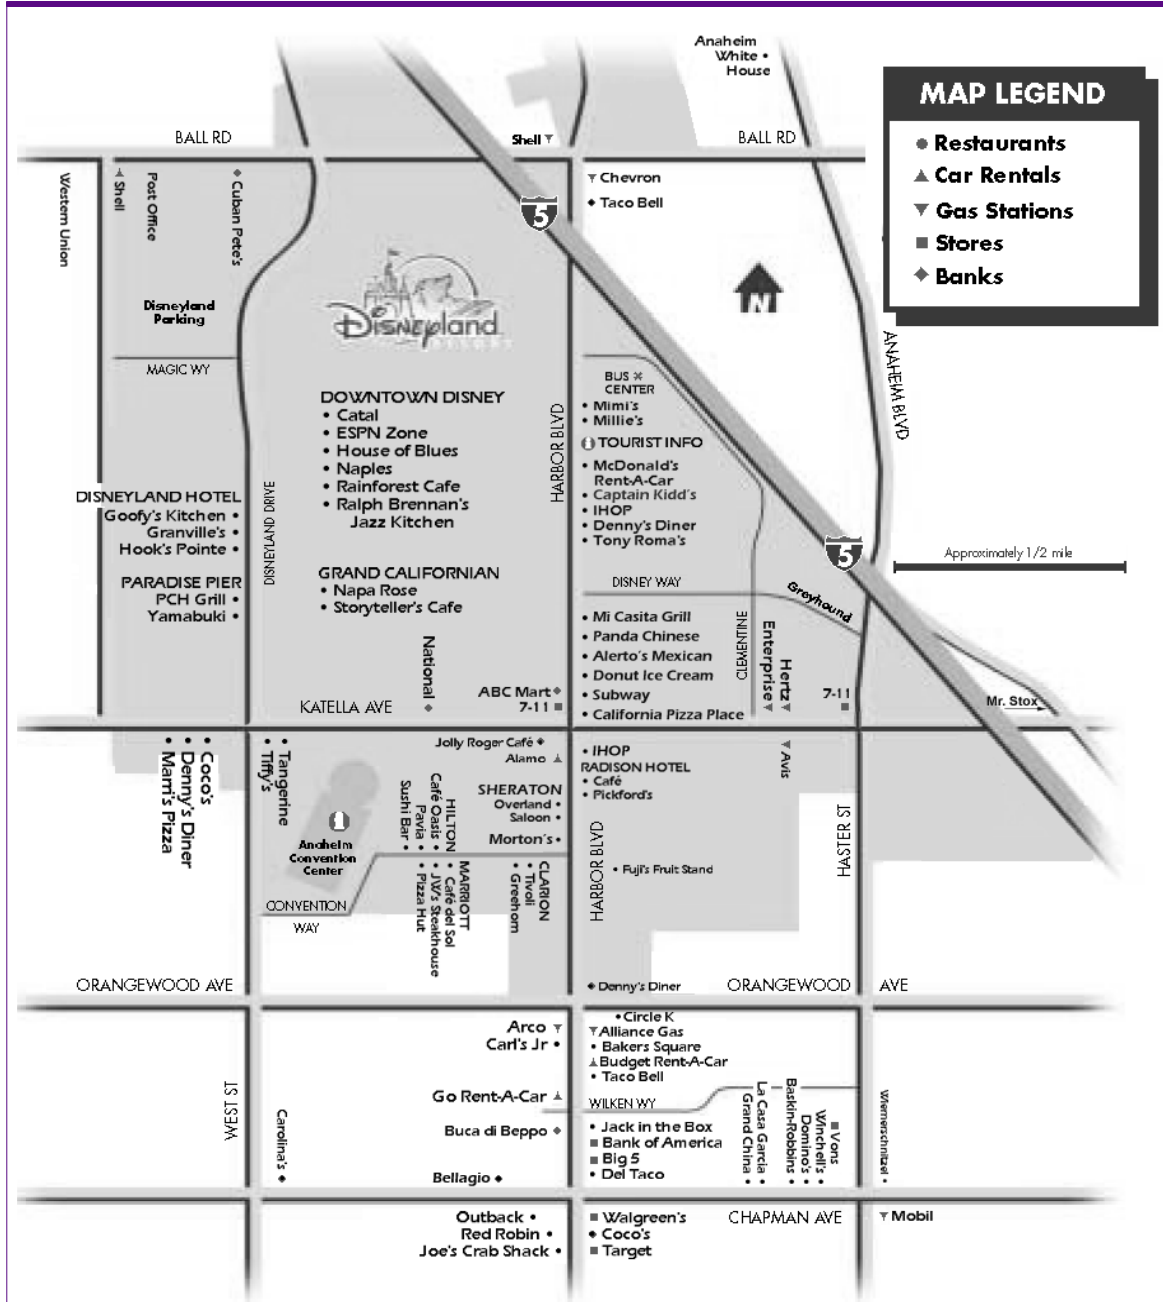 Anaheim
White
House
MAP LEGEND
Restaurants
Car Rentals
Gas Stations
Stores
Banks
BALL RD
Shell
BALL RD
Western Union
Shell
Post Office
Cuban Pete's
Chevron
Taco Bell
5
N
Disneyland
Parking
Disneyland
RESORT
MAGIC WY
ANAHEIM BLVD
BUS
CENTER
Mimi's
Millie's
TOURIST INFO
McDonald's
Rent-A-Car
Captain Kidd's
IHOP
Denny's Diner
Tony Roma's
HARBOR BLVD
DOWNTOWN DISNEY
Catal
ESPN Zone
House of Blues
Naples
Rainforest Cafe
Ralph Brennan's
Jazz Kitchen
DISNEYLAND HOTEL
Goofy's Kitchen
Granville's
Hook's Pointe
DISNEYLAND DRIVE
PARADISE PIER
PCH Grill
Yamabuki
GRAND CALIFORNIAN
Napa Rose
Storyteller's Cafe
5
Approximately 1/2 mile
DISNEY WAY
Greyhound
Mi Casita Grill
Panda Chinese
Alerto's Mexican
Donut Ice Cream
Subway
California Pizza Place
CLEMENTINE
Enterprise
Hertz
7-11
Mr. Stox
National
ABC Mart
7-11
KATELLA AVE
Coco's
Denny's Diner
Marri's Pizza
Tangerine
Tiffy's
Jolly Roger Café
Alamo
SHERATON
Overland
Saloon
Morton's
IHOP
RADISON HOTEL
Café
Pickford's
Avis
HARBOR BLVD
HASTER ST
Anaheim
Convention
Center
HILTON
Café Oasis
Pavia
Sushi Bar
MARRIOTT
Café del Sol
JW's Steakhouse
Pizza Hut
CLARION
Tivoli
Greehorn
Fuji's Fruit Stand
CONVENTION
WAY
ORANGEWOOD AVE
Denny's Diner
ORANGEWOOD
AVE
Arco
Carl's Jr
Circle K
Alliance Gas
Bakers Square
Budget Rent-A-Car
Taco Bell
WEST ST
Go Rent-A-Car
WILKEN WY
Carolina's
Buca di Beppo
Bellagio
Jack in the Box
Bank of America
Big 5
Del Taco
La Casa Garcia
Grand China
Baskin-Robbins
Vons
Winchell's
Domino's
Wiernerschnitzel
Outback
Red Robin
Joe's Crab Shack
Walgreen's
Coco's
Target
CHAPMAN AVE
Mobil